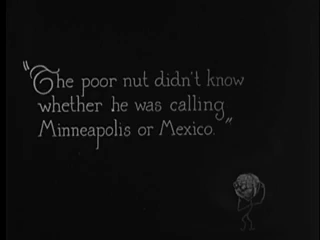 "The poor nut didn't know
whether he was calling
Minneapolis or Mexico."